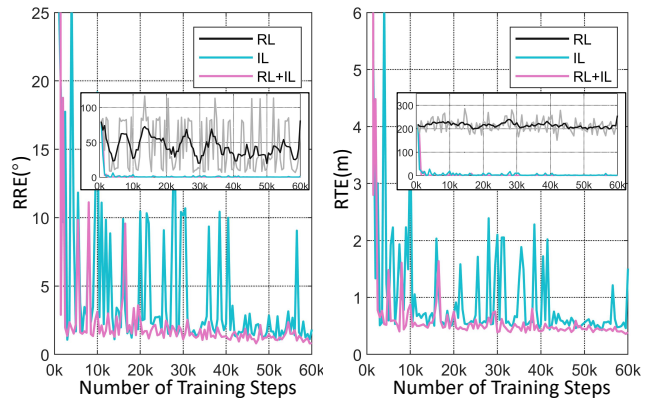 25
20
15
10
5
0
RRE(°)
RL
IL
RL+IL
100
50
0
0k 10k 20k 30k 40k 50k 60k
0k 10k 20k 30k 40k 50k 60k
Number of Training Steps
6
5
4
3
2
1
0
RTE(m)
RL
IL
RL+IL
300
200
100
0
0k 10k 20k 30k 40k 50k 60k
0k 10k 20k 30k 40k 50k 60k
Number of Training Steps